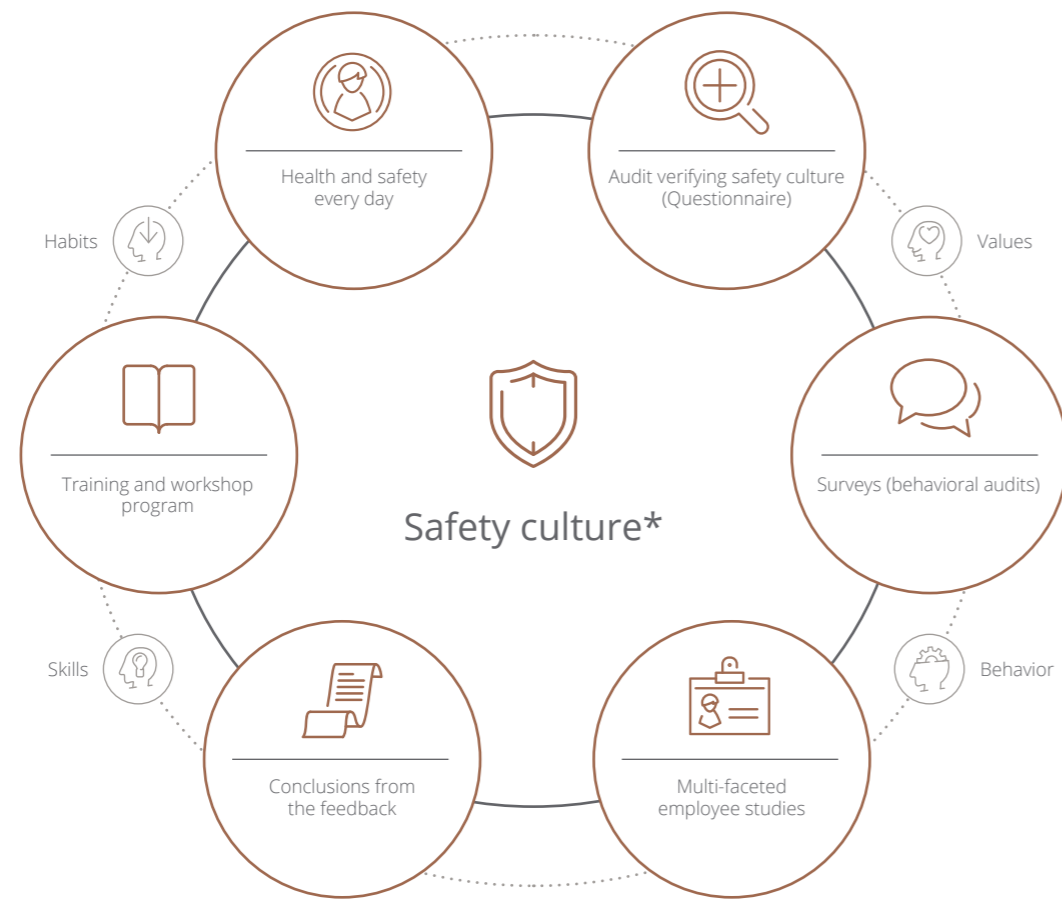 Health and safety
every day
Audit verifying safety culture
(Questionnaire)
Habits
Values
Training and workshop
program
Surveys (behavioral audits)
Safety culture*
Skills
Behavior
Conclusions from
the feedback
Multi-faceted
employee studies